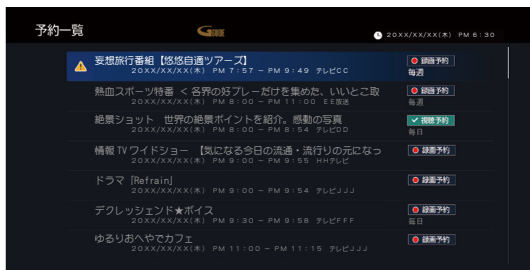 予約一覧
G GUIDE
20XX/XX/XX(木) PM 6:30
妄想旅行番組【悠悠自適ツアーズ】
録画予約
20XX/XX/XX(木) PM 7:57 － PM 9:49 テレビCC
毎週
熱血スポーツ特番 ＜各界の好プレーだけを集めた、いいとこ取
録画予約
20XX/XX/XX(木) PM 8:00 － PM 11:00 EE放送
毎週
絶景ショット 世界の絶景ポイントを紹介。感動の写真
視聴予約
20XX/XX/XX(木) PM 8:00 － PM 8:54 テレビDD
毎日
情報TVワイドショー 【気になる今日の流通・流行りの元になっ
録画予約
20XX/XX/XX(木) PM 9:00 － PM 9:55 HHテレビ
ドラマ「Refrain」
録画予約
20XX/XX/XX(木) PM 9:00 － PM 9:54 テレビJJJ
デクレッシェンド★ボイス
録画予約
20XX/XX/XX(木) PM 9:30 － PM 9:58 テレビFFF
毎日
ゆるりおへやでカフェ
録画予約
20XX/XX/XX(木) PM 11:00 － PM 11:15 テレビJJJ